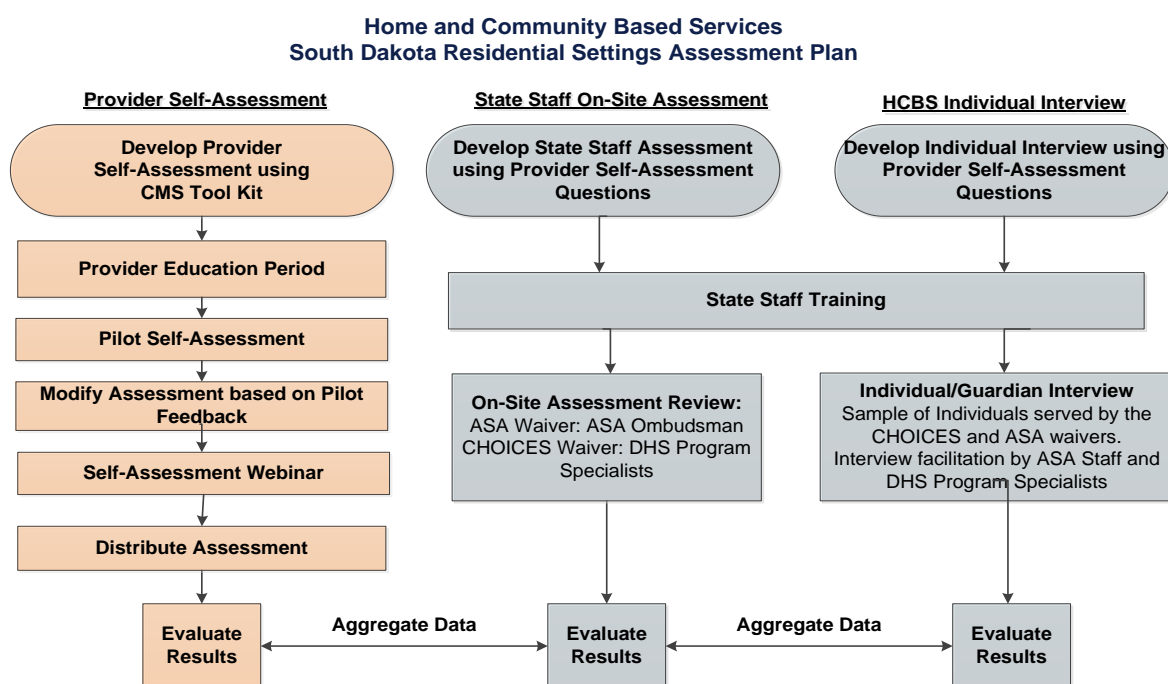 Home and Community Based Services
South Dakota Residential Settings Assessment Plan
Provider Self-Assessment
Develop Provider
Self-Assessment using
CMS Tool Kit
Provider Education Period
Pilot Self-Assessment
Modify Assessment based on Pilot
Feedback
Self-Assessment Webinar
Distribute Assessment
Evaluate
Results
State Staff On-Site Assessment
Develop State Staff Assessment
using Provider Self-Assessment
Questions
HCBS Individual Interview
Develop Individual Interview using
Provider Self-Assessment
Questions
State Staff Training
On-Site Assessment Review:
ASA Waiver: ASA Ombudsman
CHOICES Waiver: DHS Program
Specialists
Individual/Guardian Interview
Sample of Individuals served by the
CHOICES and ASA waivers.
Interview facilitation by ASA Staff and
DHS Program Specialists
Aggregate Data
Evaluate
Results
Aggregate Data
Evaluate
Results